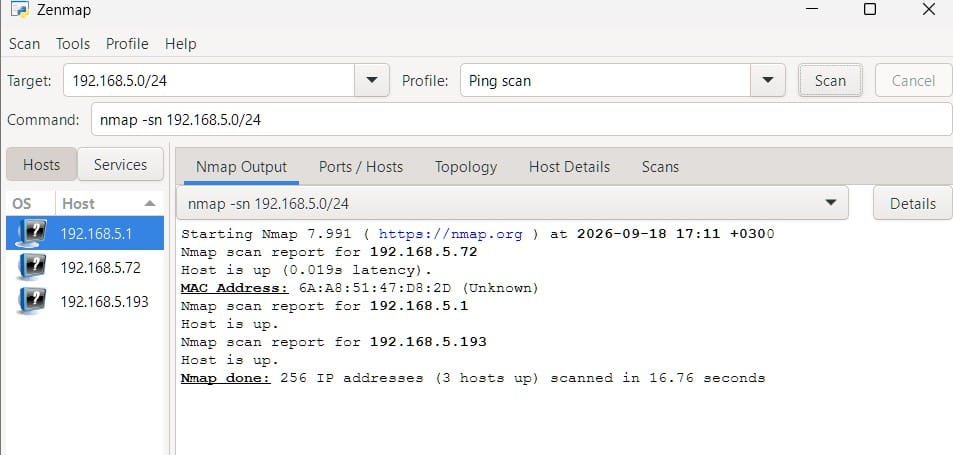 Zenmap
Scan Tools Profile Help
Target: 192.168.5.0/24 Profile: Ping scan Scan Cancel
Command: nmap -sn 192.168.5.0/24
Hosts Services
OS Host
192.168.5.1
192.168.5.72
192.168.5.193
Nmap Output Ports / Hosts Topology Host Details Scans
nmap -sn 192.168.5.0/24 Details
Starting Nmap 7.991 ( https://nmap.org ) at 2026-09-18 17:11 +0300
Nmap scan report for 192.168.5.72
Host is up (0.019s latency).
MAC Address: 6A:A8:51:47:D8:2D (Unknown)
Nmap scan report for 192.168.5.1
Host is up.
Nmap scan report for 192.168.5.193
Host is up.
Nmap done: 256 IP addresses (3 hosts up) scanned in 16.76 seconds